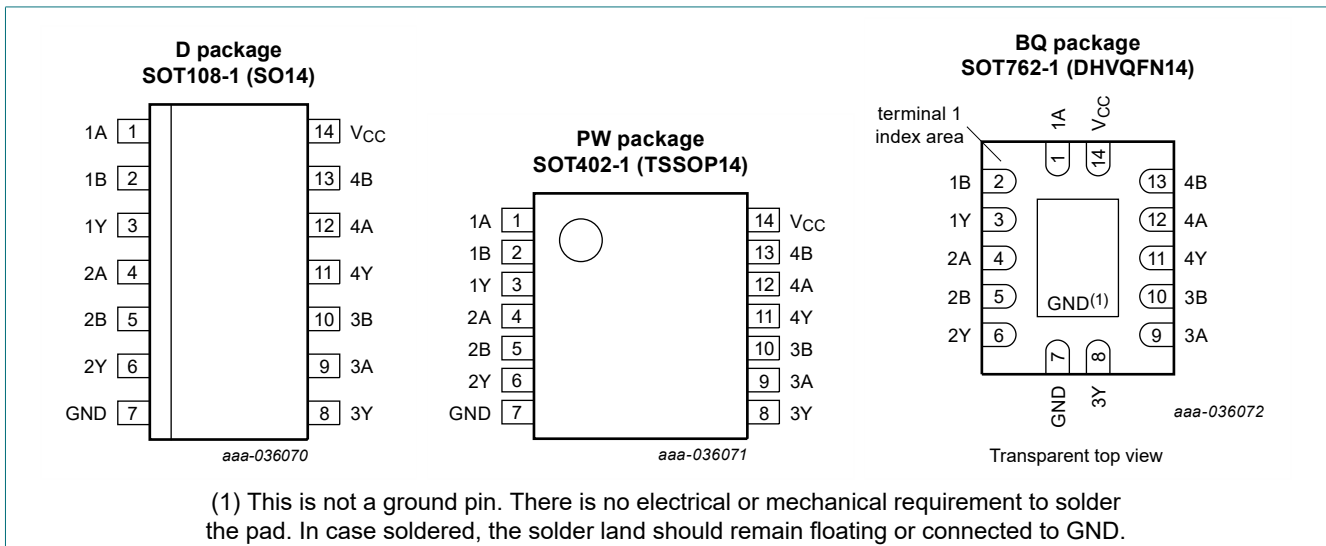 D package
SOT108-1 (SO14)
1A 1
1B 2
1Y 3
2A 4
2B 5
2Y 6
GND 7
14 VCC
13 4B
12 4A
11 4Y
10 3B
9 3A
8 3Y
aaa-036070
PW package
SOT402-1 (TSSOP14)
1A 1
1B 2
1Y 3
2A 4
2B 5
2Y 6
GND 7
14 VCC
13 4B
12 4A
11 4Y
10 3B
9 3A
8 3Y
aaa-036071
BQ package
SOT762-1 (DHVQFN14)
terminal 1
index area
1A
VCC
1
14
1B 2
1Y 3
2A 4
2B 5
2Y 6
13 4B
12 4A
11 4Y
10 3B
9 3A
GND(1)
7
8
GND
3Y
aaa-036072
Transparent top view
(1) This is not a ground pin. There is no electrical or mechanical requirement to solder
the pad. In case soldered, the solder land should remain floating or connected to GND.